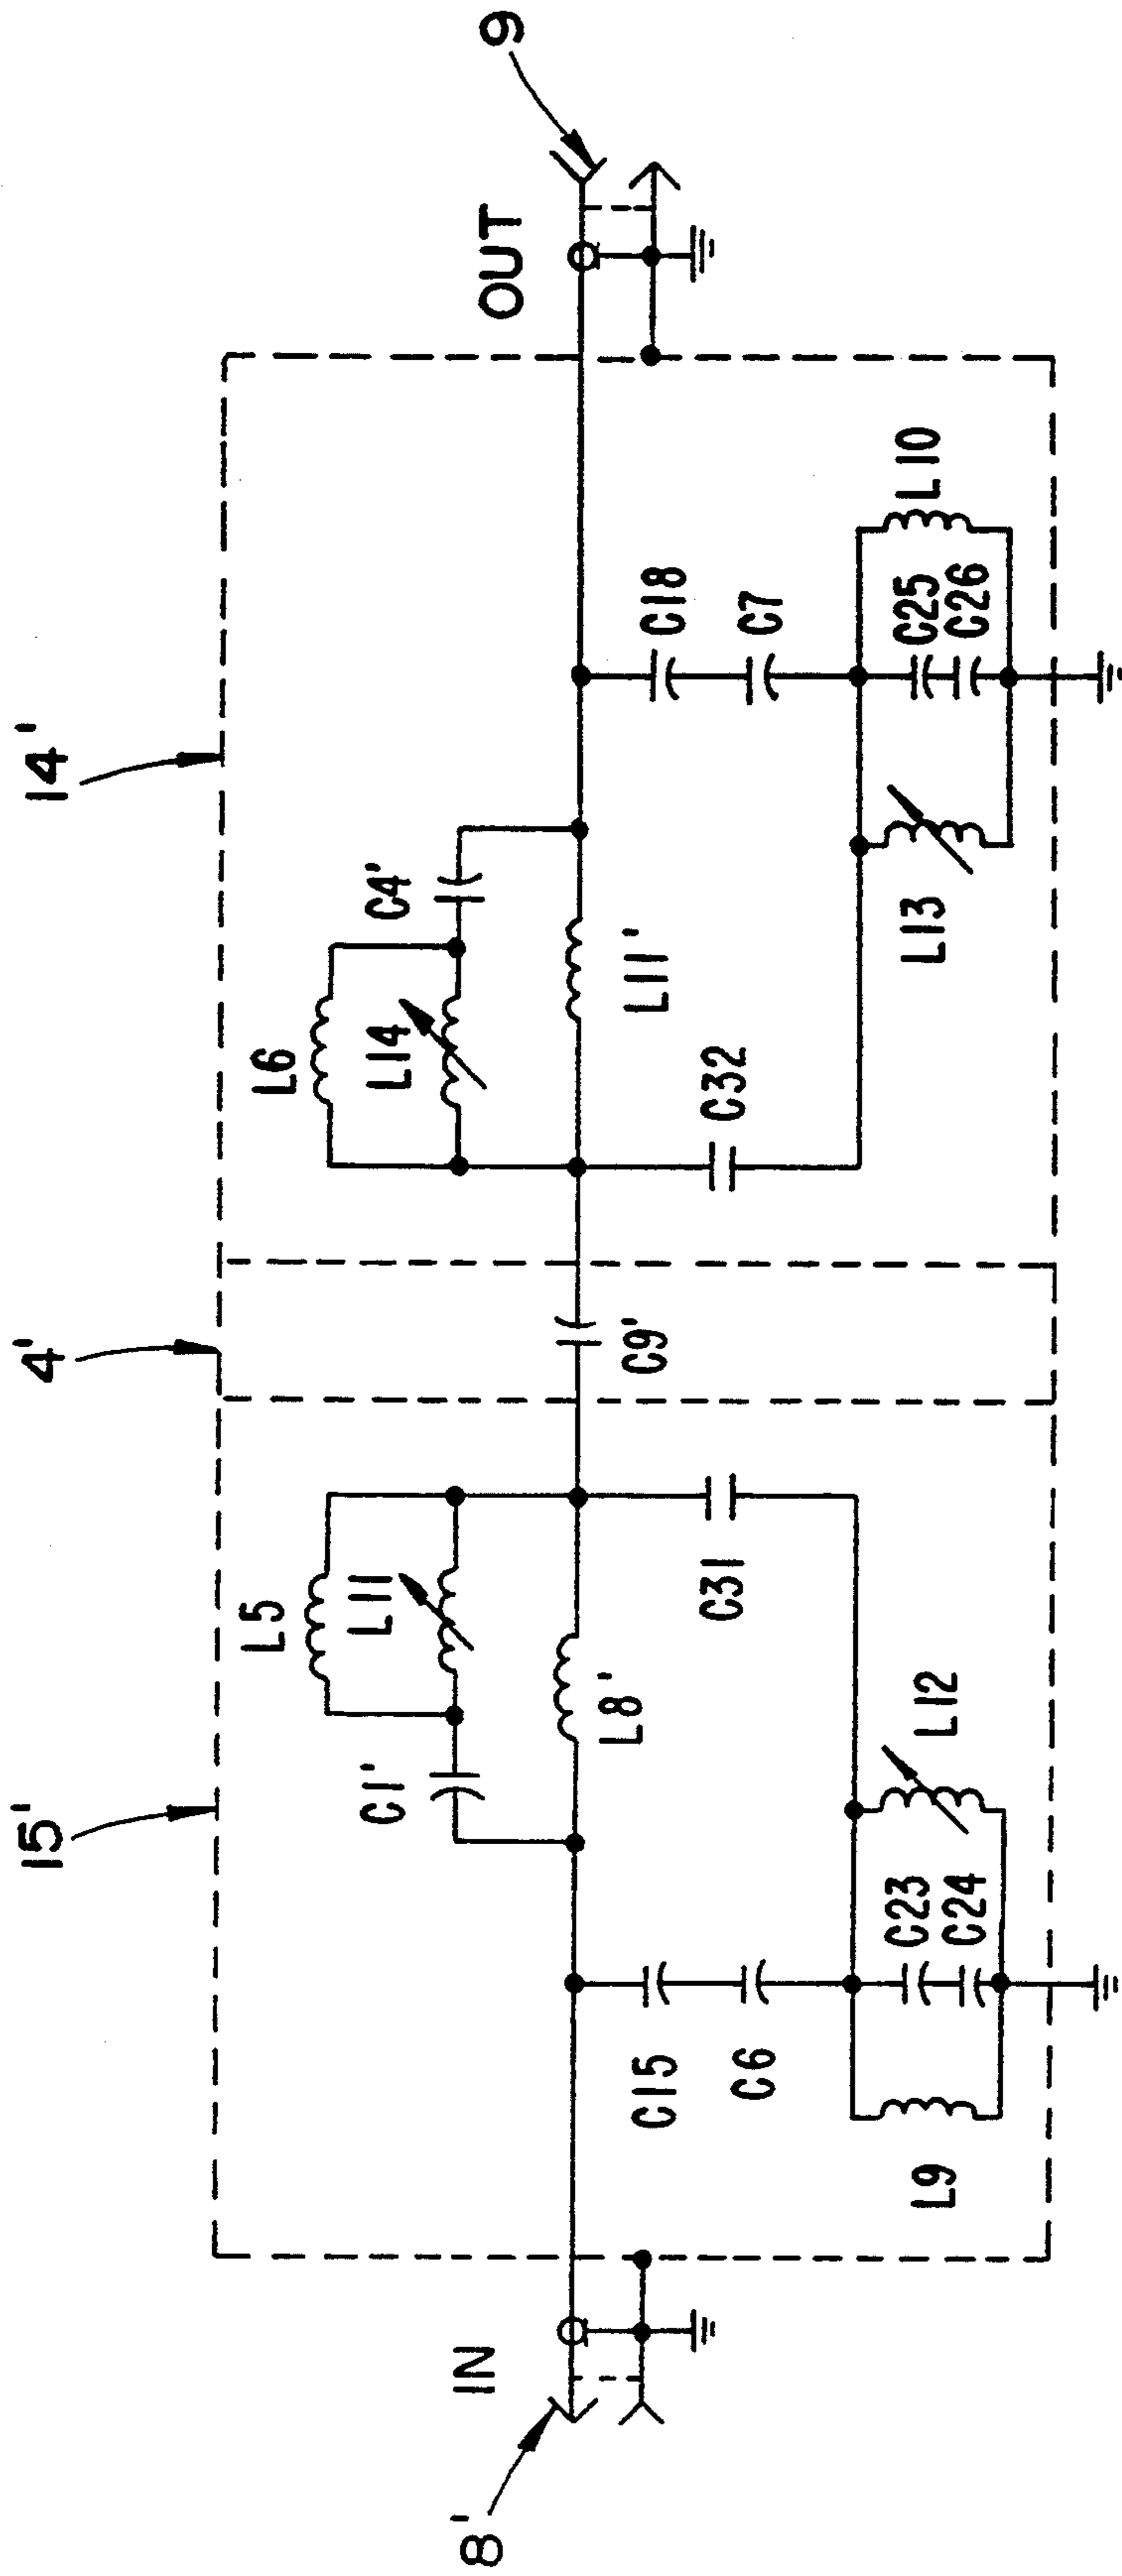 15'
4'
14'
8'
IN
9
OUT
L5
L11
C1'
L8'
C9'
L6
L14
C4'
L11'
C15
C6
C31
C32
C18
C7
L9
C23
C24
L12
L13
C25
C26
L10